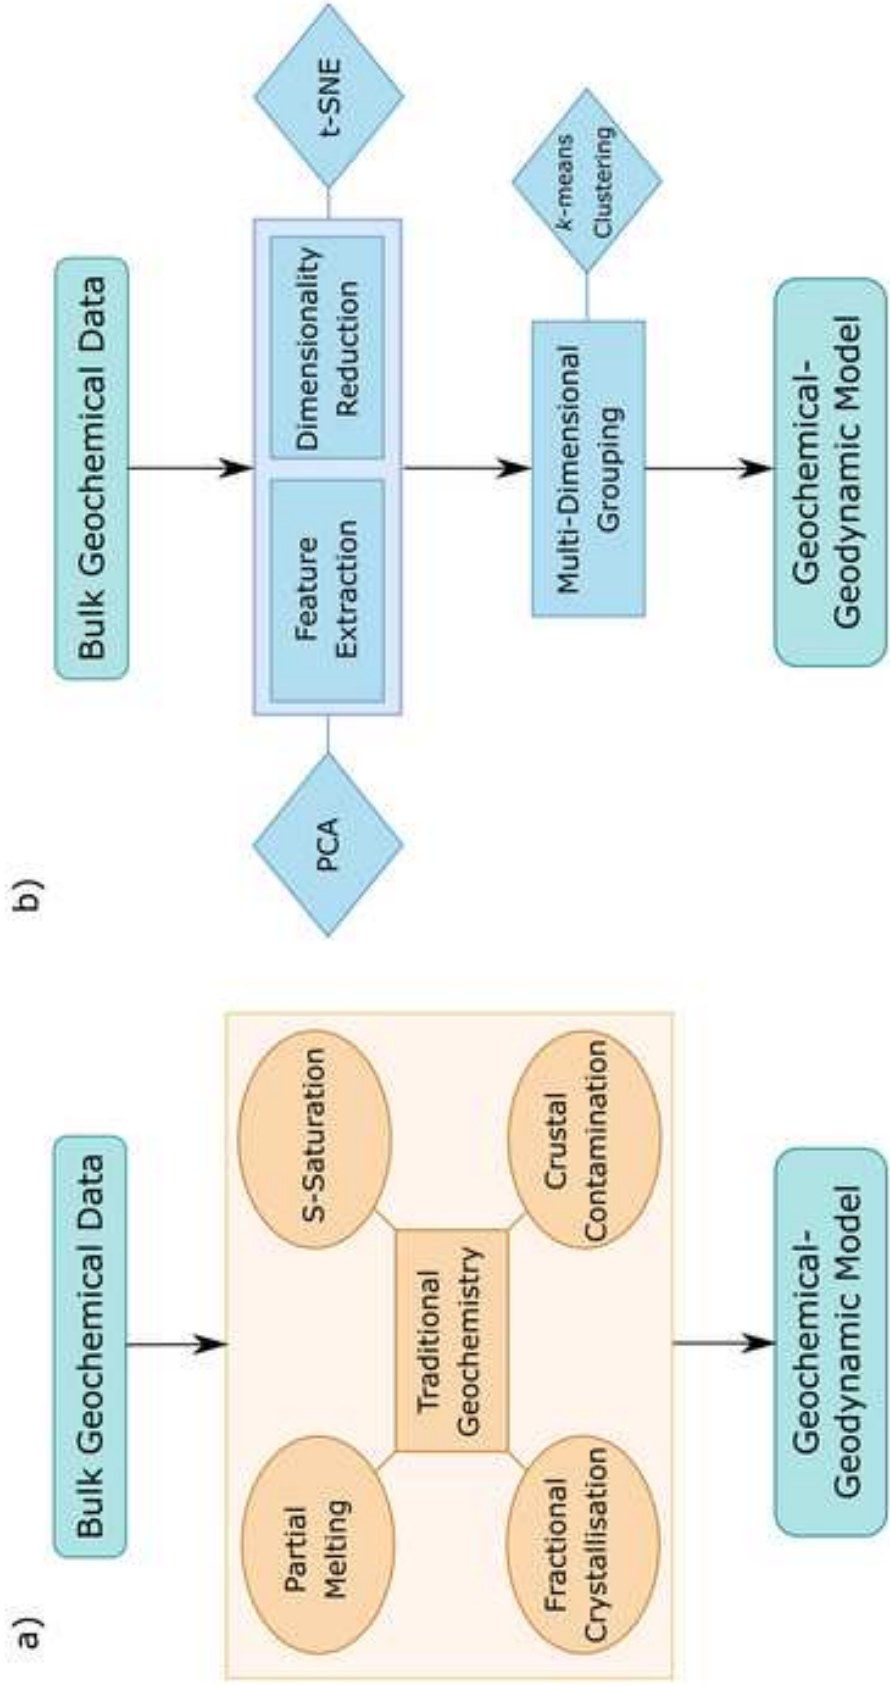 a)
Bulk Geochemical Data
Partial
Melting
S-Saturation
Traditional
Geochemistry
Fractional
Crystallisation
Crustal
Contamination
Geochemical-
Geodynamic Model
b)
Bulk Geochemical Data
PCA
Feature
Extraction
Dimensionality
Reduction
t-SNE
Multi-Dimensional
Grouping
k-means
Clustering
Geochemical-
Geodynamic Model